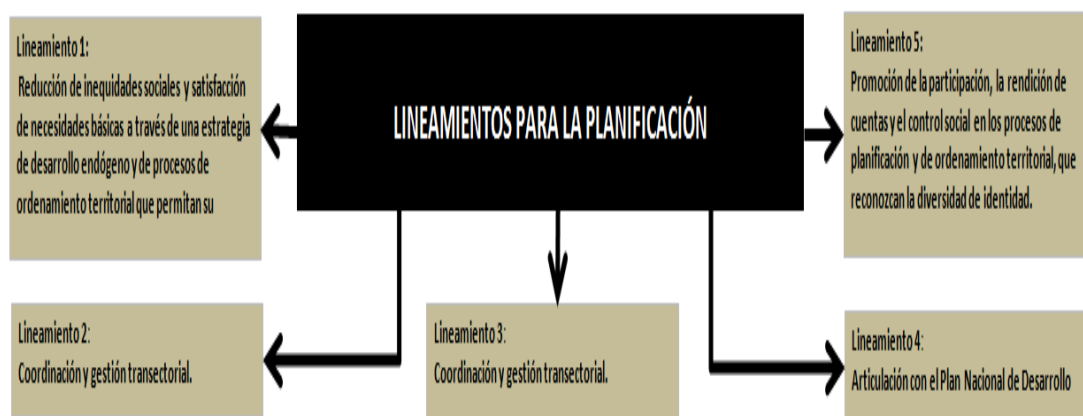 Lineamiento 1:
Reducción de inequidades sociales y satisfacción
de necesidades básicas a través de una estrategia
de desarrollo endógeno y de procesos de
ordenamiento territorial que permitan su
LINEAMIENTOS PARA LA PLANIFICACIÓN
Lineamiento 5:
Promoción de la participación, la rendición de
cuentas y el control social en los procesos de
planificación y de ordenamiento territorial, que
reconozcan la diversidad de identidad.
Lineamiento 2:
Coordinación y gestión transectorial.
Lineamiento 3:
Coordinación y gestión transectorial.
Lineamiento 4:
Articulación con el Plan Nacional de Desarrollo